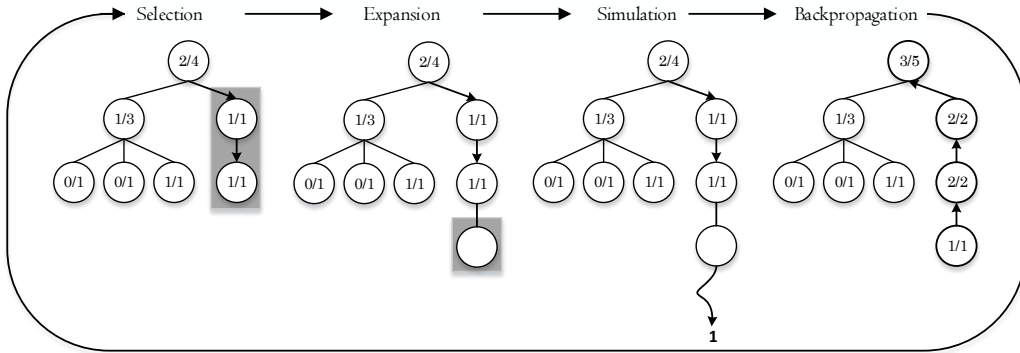 Selection Expansion Simulation Backpropagation
2/4 2/4 2/4 3/5
1/3 1/1 1/3 1/1 1/3 1/1 1/3 2/2
0/1 0/1 1/1 1/1 0/1 0/1 1/1 1/1 0/1 0/1 1/1 1/1 0/1 0/1 1/1 2/2
1/1
1